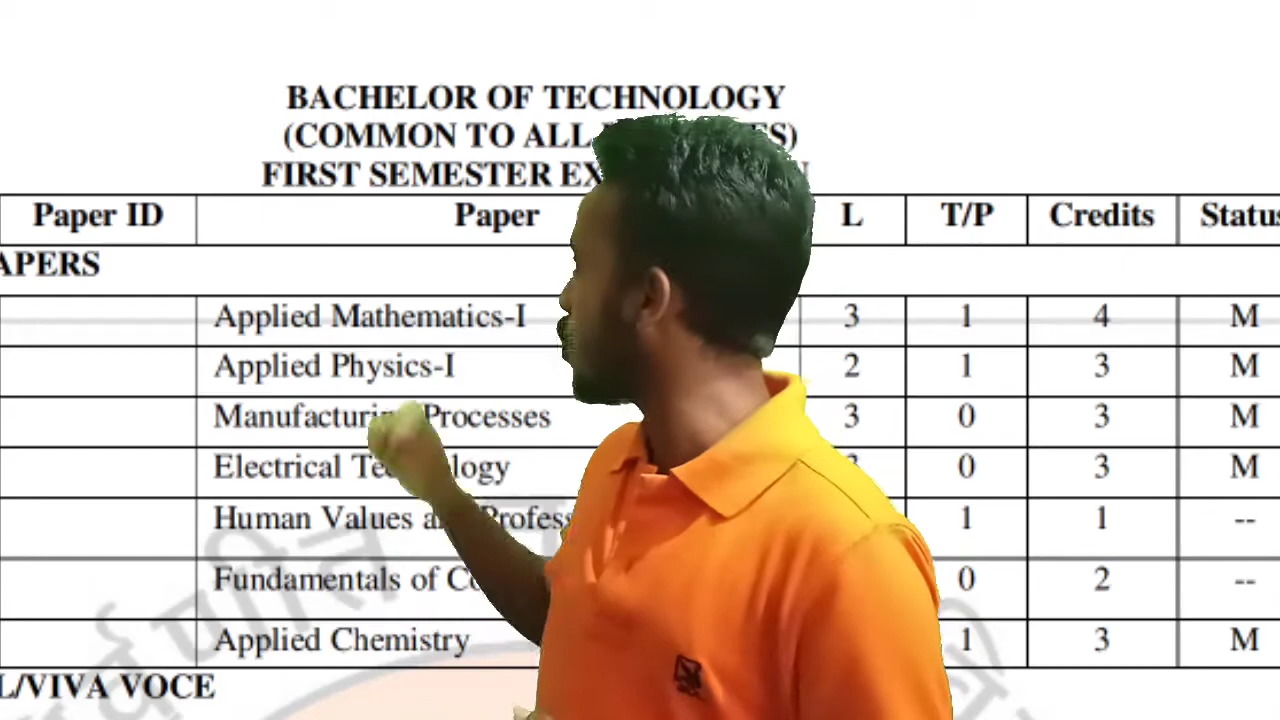 BACHELOR OF TECHNOLOGY
(COMMON TO ALL
FIRST SEMESTER
Paper ID Paper L T/P Credits Status
APERS
Applied Mathematics-I 3 1 4 M
Applied Physics-I 2 1 3 M
Processes 3 0 3 M
Electrical 0 3 M
Human Values 1 1 --
Fundamentals of 0 2 --
Applied Chemistry 1 3 M
L/VIVA VOCE